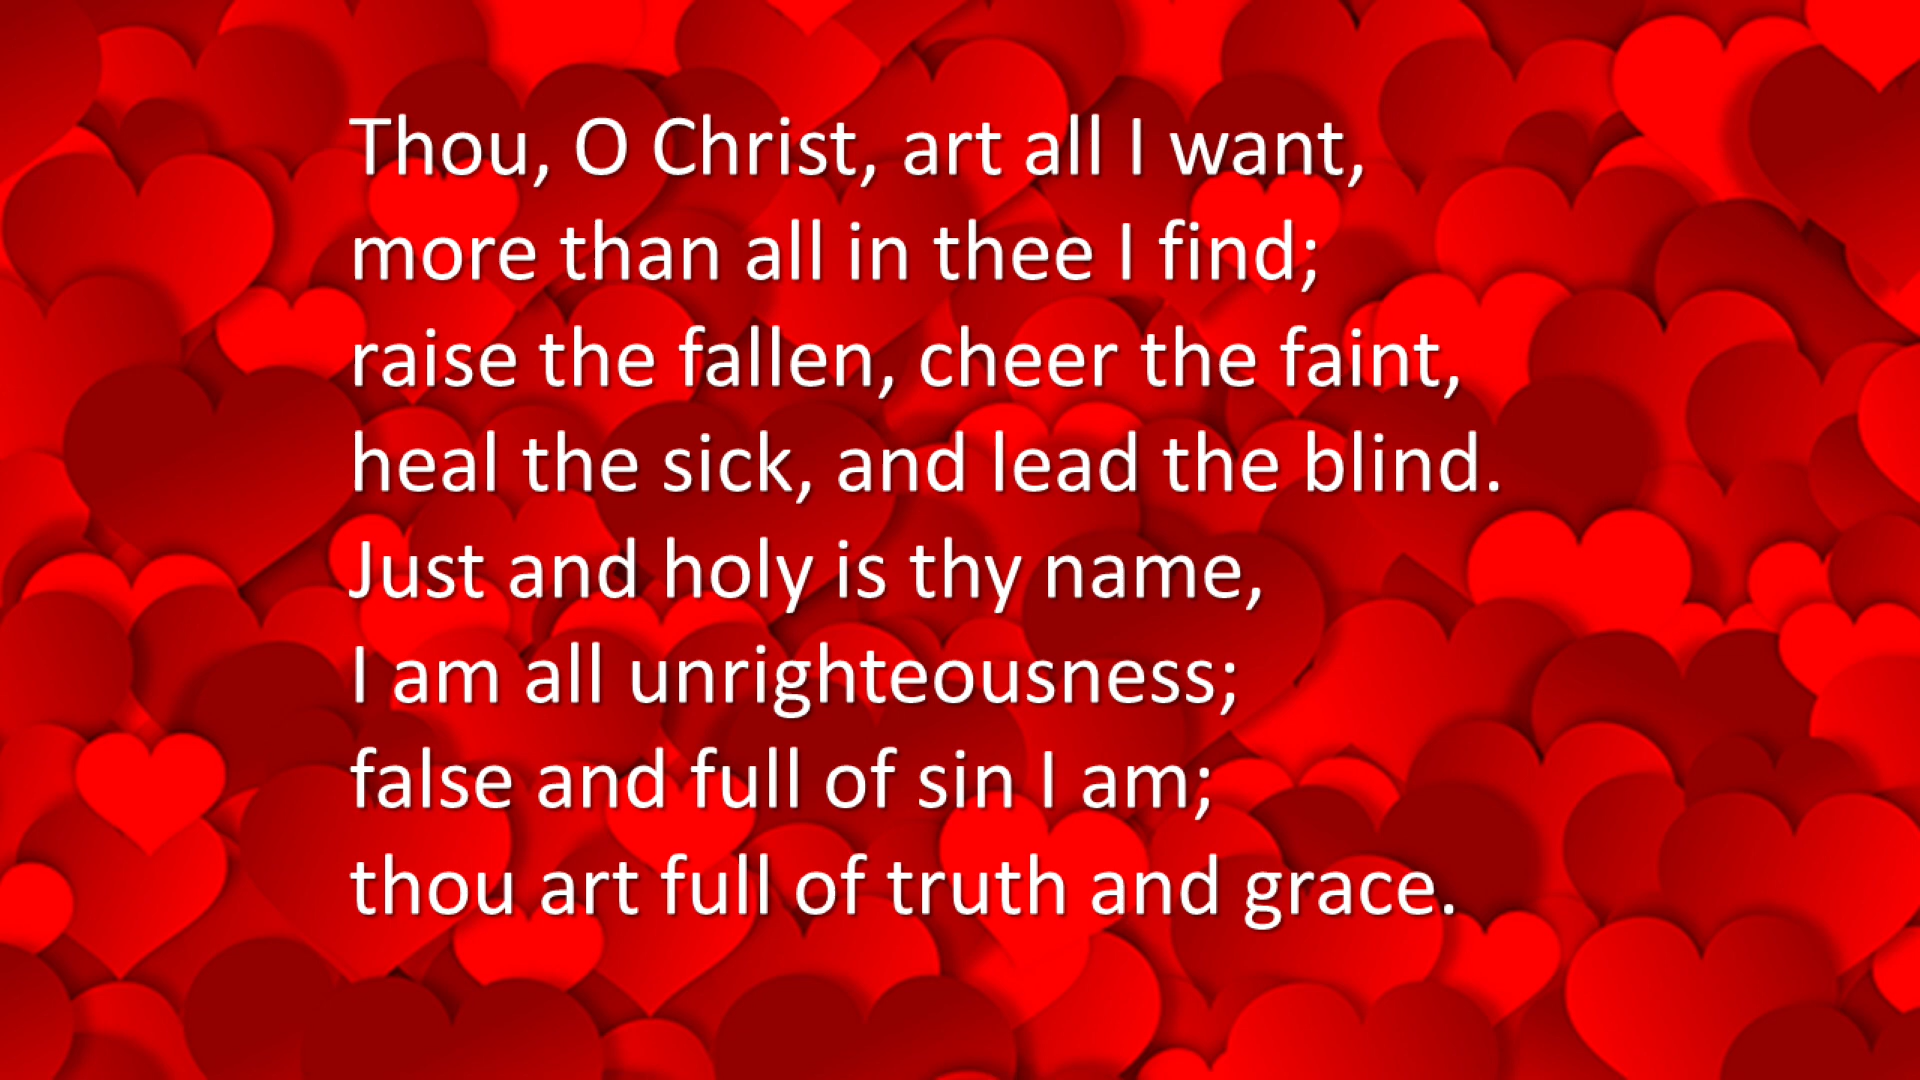 Thou, O Christ, art all I want,
more than all in thee I find;
raise the fallen, cheer the faint,
heal the sick, and lead the blind.
Just and holy is thy name,
I am all unrighteousness;
false and full of sin I am;
thou art full of truth and grace.